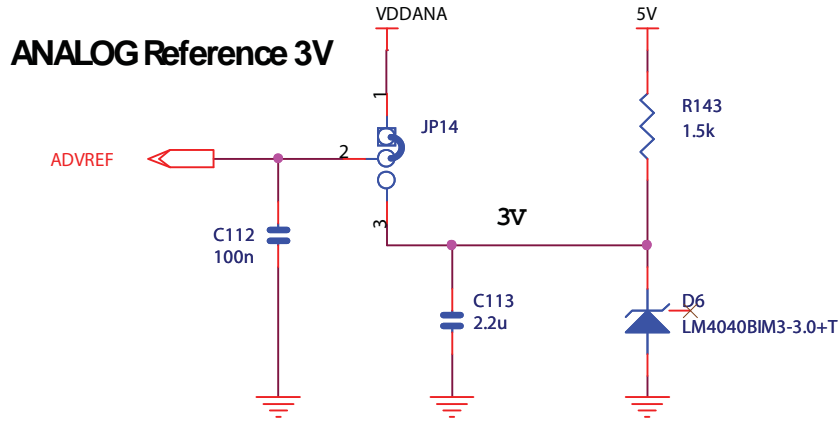 VDDANA
5V
ANALOG Reference 3V
1
JP14
R143
1.5k
ADVREF
2
3
3V
C112
100n
C113
2.2u
D6
LM4040BIM3-3.0+T